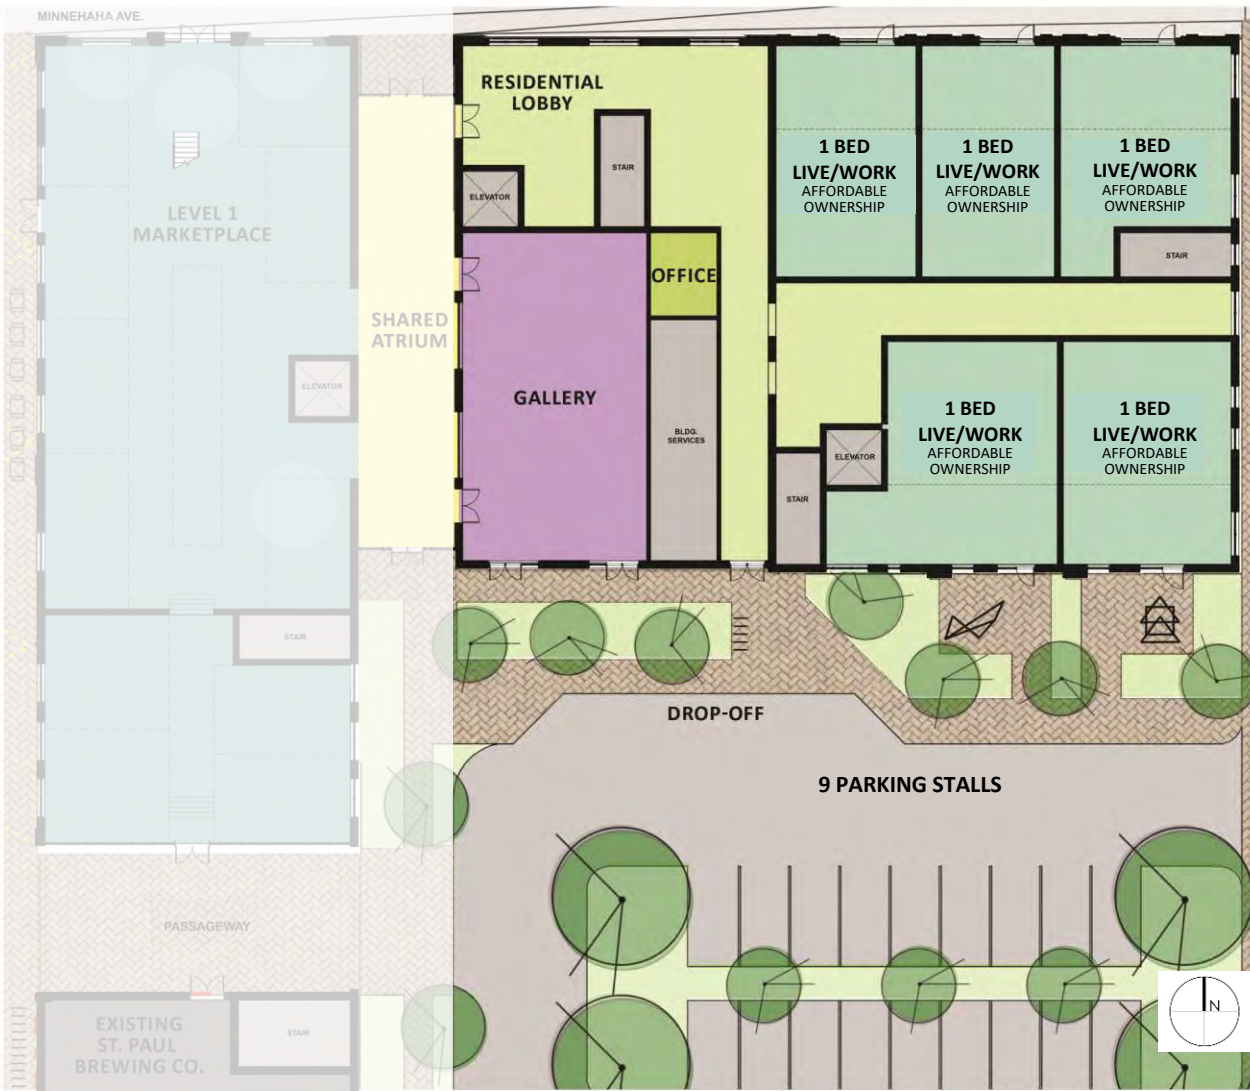 MINNEHAHA AVE.
RESIDENTIAL
LOBBY
STAIR
ELEVATOR
1 BED
LIVE/WORK
AFFORDABLE
OWNERSHIP
1 BED
LIVE/WORK
AFFORDABLE
OWNERSHIP
1 BED
LIVE/WORK
AFFORDABLE
OWNERSHIP
LEVEL 1
MARKETPLACE
STAIR
OFFICE
SHARED
ATRIUM
ELEVATOR
GALLERY
BLDG.
SERVICES
1 BED
LIVE/WORK
AFFORDABLE
OWNERSHIP
1 BED
LIVE/WORK
AFFORDABLE
OWNERSHIP
ELEVATOR
STAIR
STAIR
DROP-OFF
9 PARKING STALLS
PASSAGEWAY
N
EXISTING
ST. PAUL
BREWING CO.
STAIR